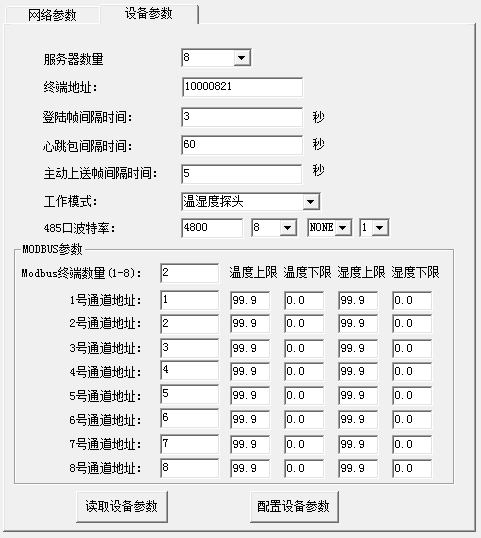 网络参数 设备参数
服务器数量 8
终端地址: 10000821
登陆帧间隔时间: 3 秒
心跳包间隔时间: 60 秒
主动上送帧间隔时间: 5 秒
工作模式: 温湿度探头
485口波特率: 4800 8 NONE 1
MODBUS参数
Modbus终端数量(1-8): 2 温度上限 温度下限 湿度上限 湿度下限
1号通道地址: 1 99.9 0.0 99.9 0.0
2号通道地址: 2 99.9 0.0 99.9 0.0
3号通道地址: 3 99.9 0.0 99.9 0.0
4号通道地址: 4 99.9 0.0 99.9 0.0
5号通道地址: 5 99.9 0.0 99.9 0.0
6号通道地址: 6 99.9 0.0 99.9 0.0
7号通道地址: 7 99.9 0.0 99.9 0.0
8号通道地址: 8 99.9 0.0 99.9 0.0
读取设备参数 配置设备参数